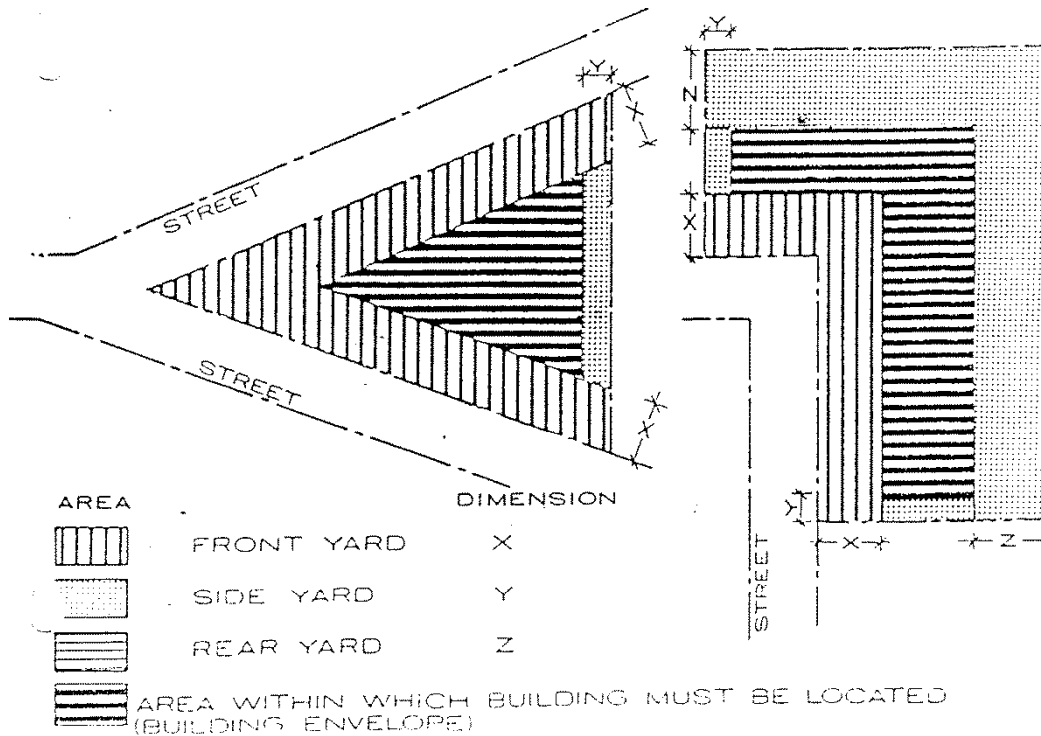 Y
Y
Z
X
STREET
X
STREET
X
Y
X
Z
STREET
AREA DIMENSION
FRONT YARD X
SIDE YARD Y
REAR YARD Z
AREA WITHIN WHICH BUILDING MUST BE LOCATED
(BUILDING ENVELOPE)